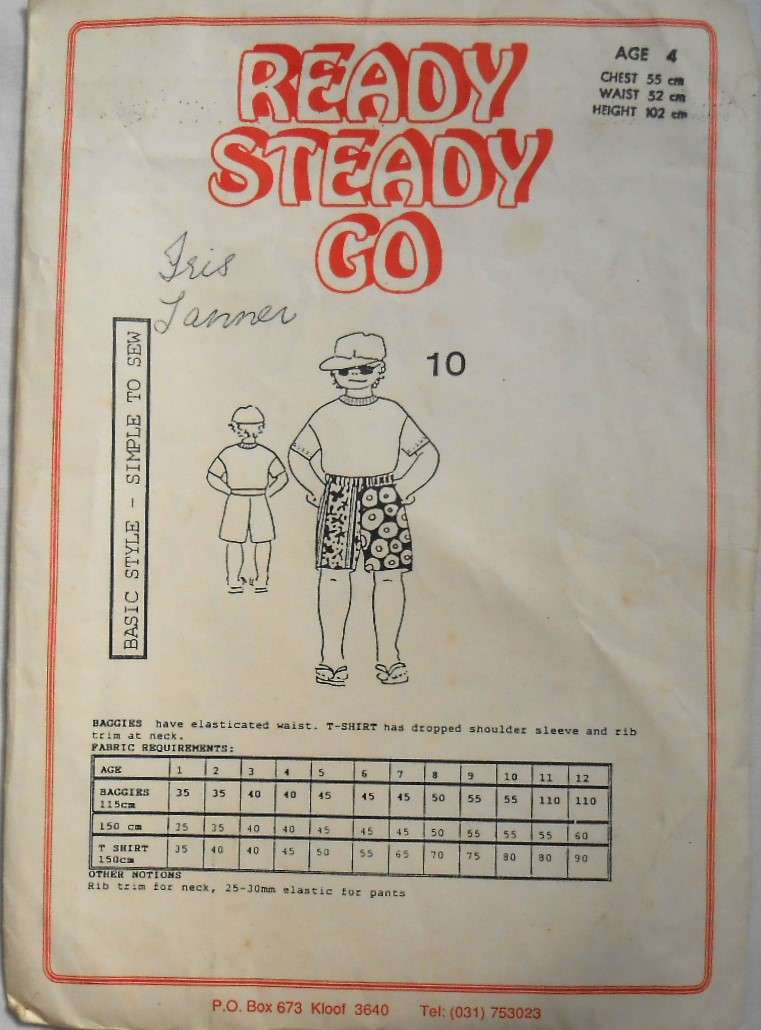 READY
STEADY
GO
AGE 4
CHEST 55 cm
WAIST 52 cm
HEIGHT 102 cm
Iris
Tanner
BASIC STYLE - SIMPLE TO SEW
10
BAGGIES have elasticated waist. T-SHIRT has dropped shoulder sleeve and rib
trim at neck.
FABRIC REQUIREMENTS:
AGE 1 2 3 4 5 6 7 8 9 10 11 12
BAGGIES 35 35 40 40 45 45 45 50 55 55 110 110
115cm
150 cm 35 35 40 40 45 45 45 50 55 55 55 60
T SHIRT 35 40 40 45 50 55 65 70 75 80 80 90
150cm
OTHER NOTIONS
Rib trim for neck, 25-30mm elastic for pants
P.O. Box 673 Kloof 3640 Tel: (031) 753023